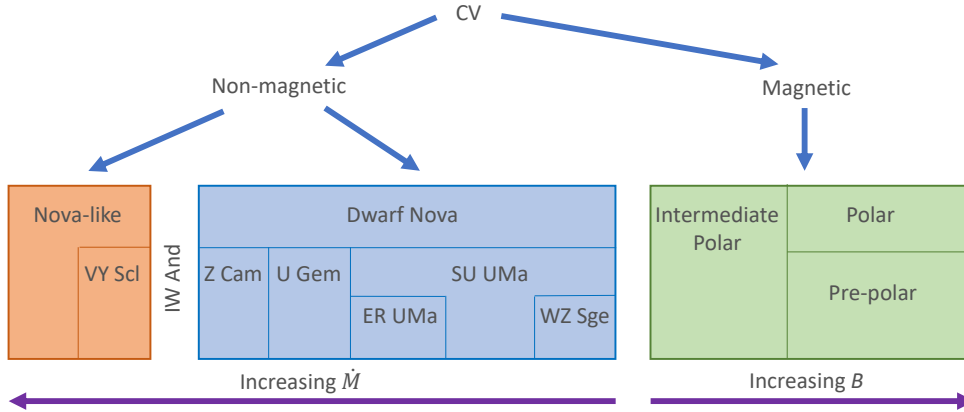 CV
Non-magnetic
Magnetic
Nova-like
VY Scl
IW And
Dwarf Nova
Z Cam
U Gem
SU UMa
ER UMa
WZ Sge
Intermediate
Polar
Polar
Pre-polar
Increasing Ṁ
Increasing B